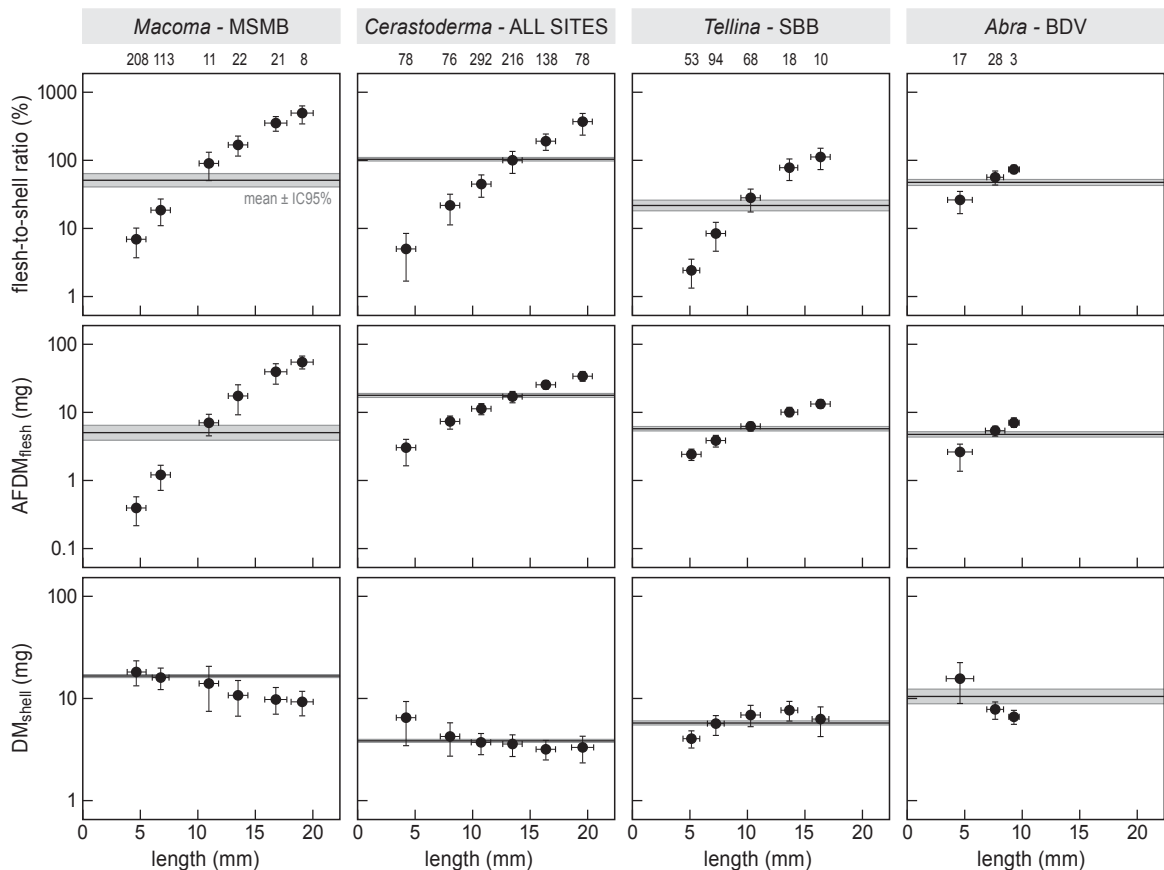 Macoma - MSMB
Cerastoderma - ALL SITES
Tellina - SBB
Abra - BDV
208 113 11 22 21 8
78 76 292 216 138 78
53 94 68 18 10
17 28 3
flesh-to-shell ratio (%)
1000
100
10
1
mean ± IC95%
AFDMflesh (mg)
100
10
1
0.1
DMshell (mg)
100
10
1
0 5 10 15 20
0 5 10 15 20
0 5 10 15 20
0 5 10 15 20
length (mm)
length (mm)
length (mm)
length (mm)